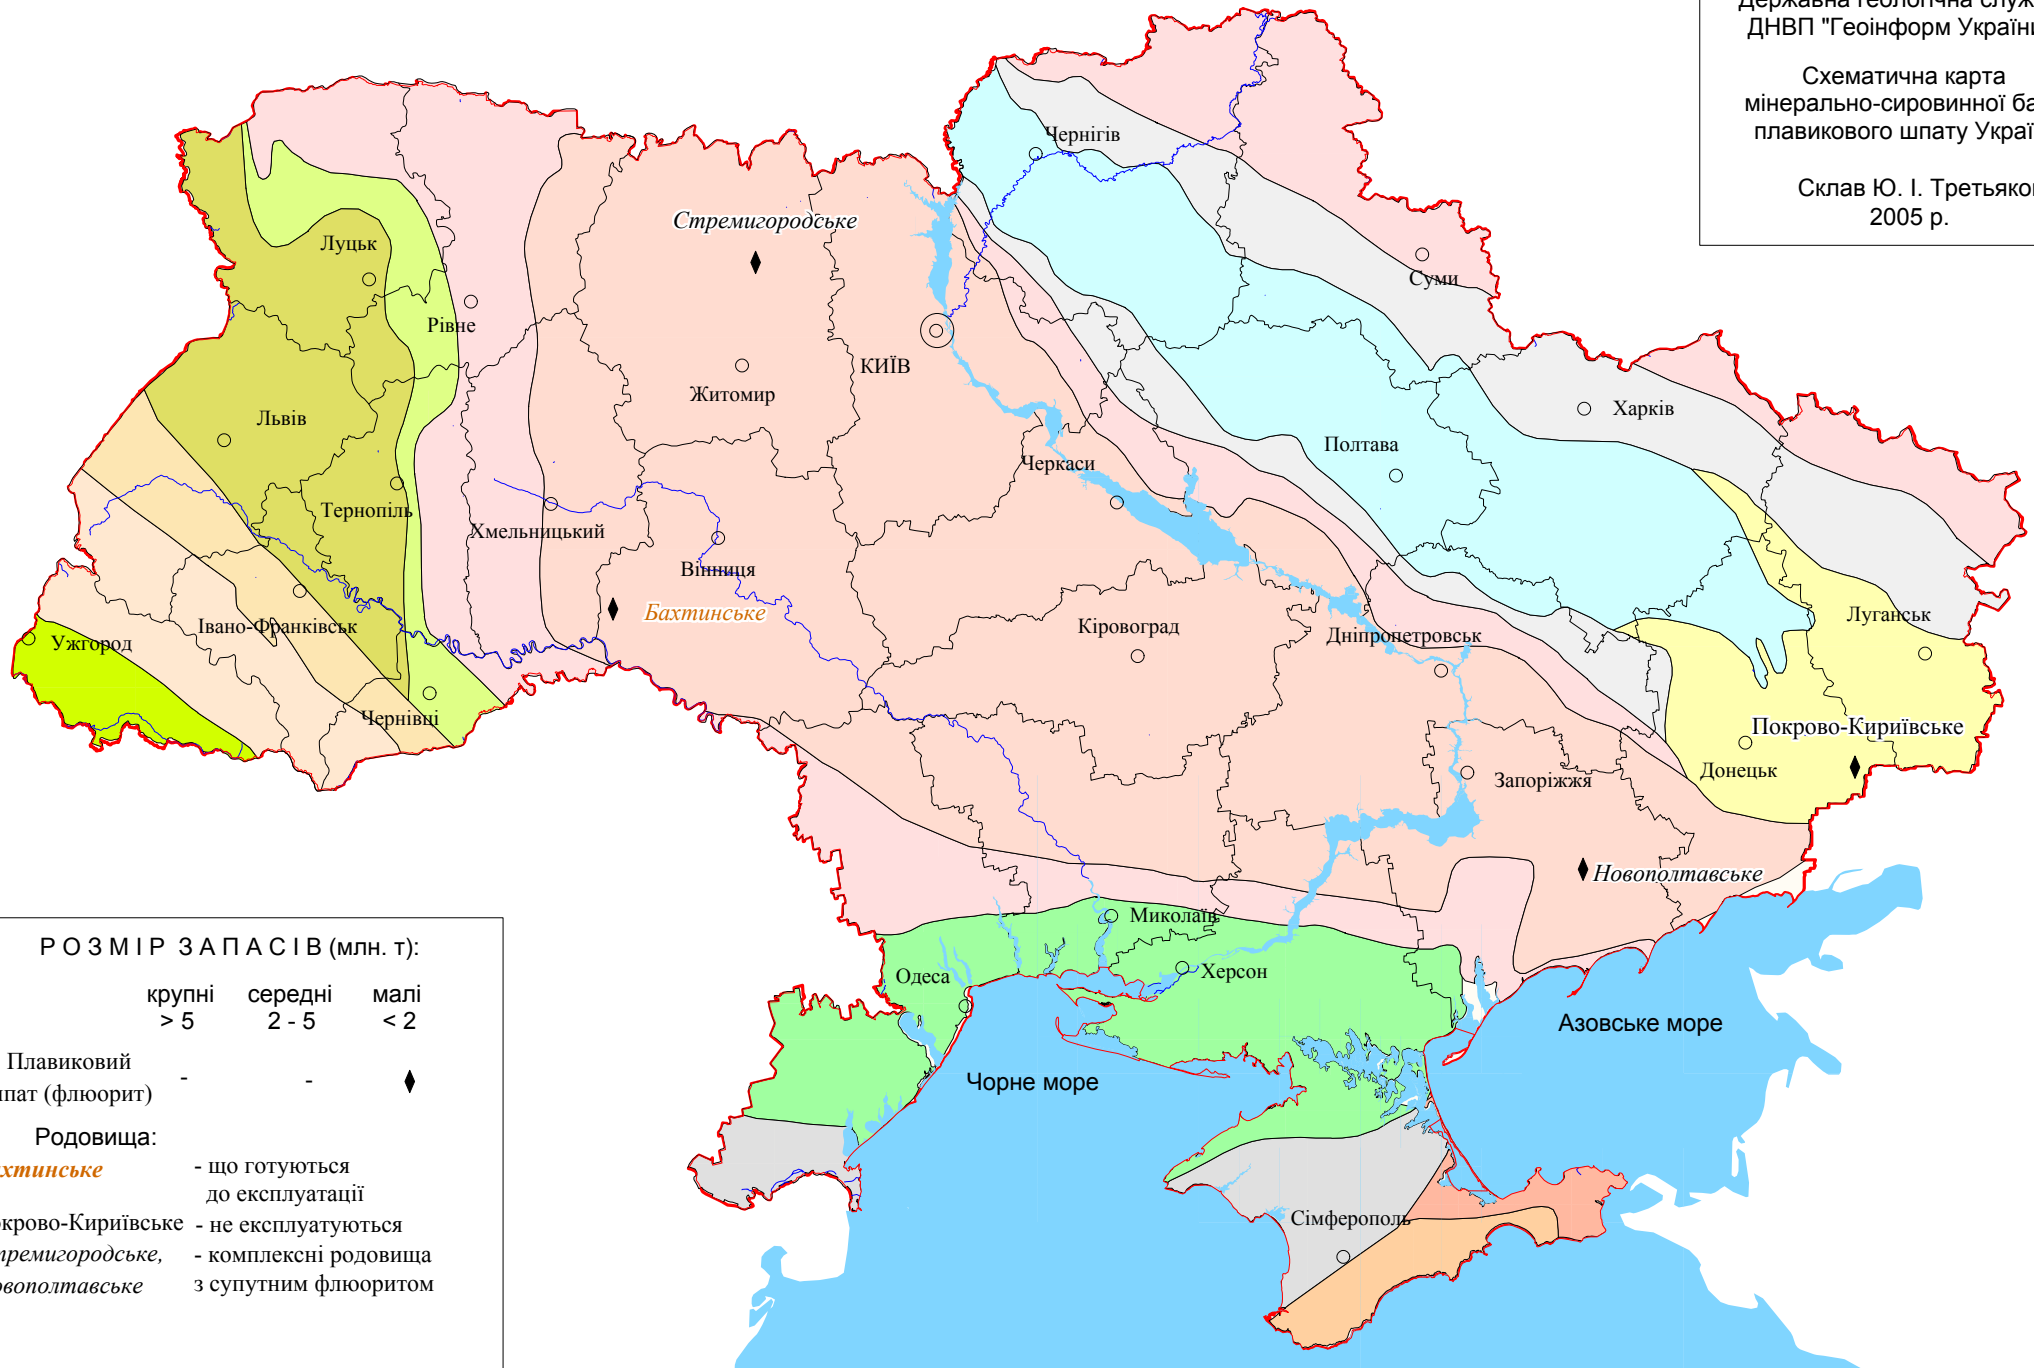 Державна геологічна служ
ДНВП "Геоінформ Україн
Схематична карта
мінерально-сировинної ба
плавикового шпату Украї
Склав Ю. І. Третьяко
2005 р.
Чернігів
Стремигородське
Луцьк
Суми
Рівне
КИЇВ
Житомир
Харків
Львів
Полтава
Черкаси
Тернопіль
Хмельницький
Вінниця
Бахтинське
Луганськ
Івано-Франківськ
Кіровоград
Дніпропетровськ
Ужгород
Чернівці
Покрово-Киріївське
Донецьк
Запоріжжя
Новополтавське
Миколаїв
Херсон
Одеса
Азовське море
Чорне море
Сімферополь
РОЗМІР ЗАПАСІВ (млн. т):
крупні середні малі
> 5 2 - 5 < 2
Плавиковий
пат (флюорит) - -
Родовища:
хтинське - що готуються
до експлуатації
окрово-Киріївське - не експлуатуються
тремигородське, - комплексні родовища
овополтавське з супутним флюоритом